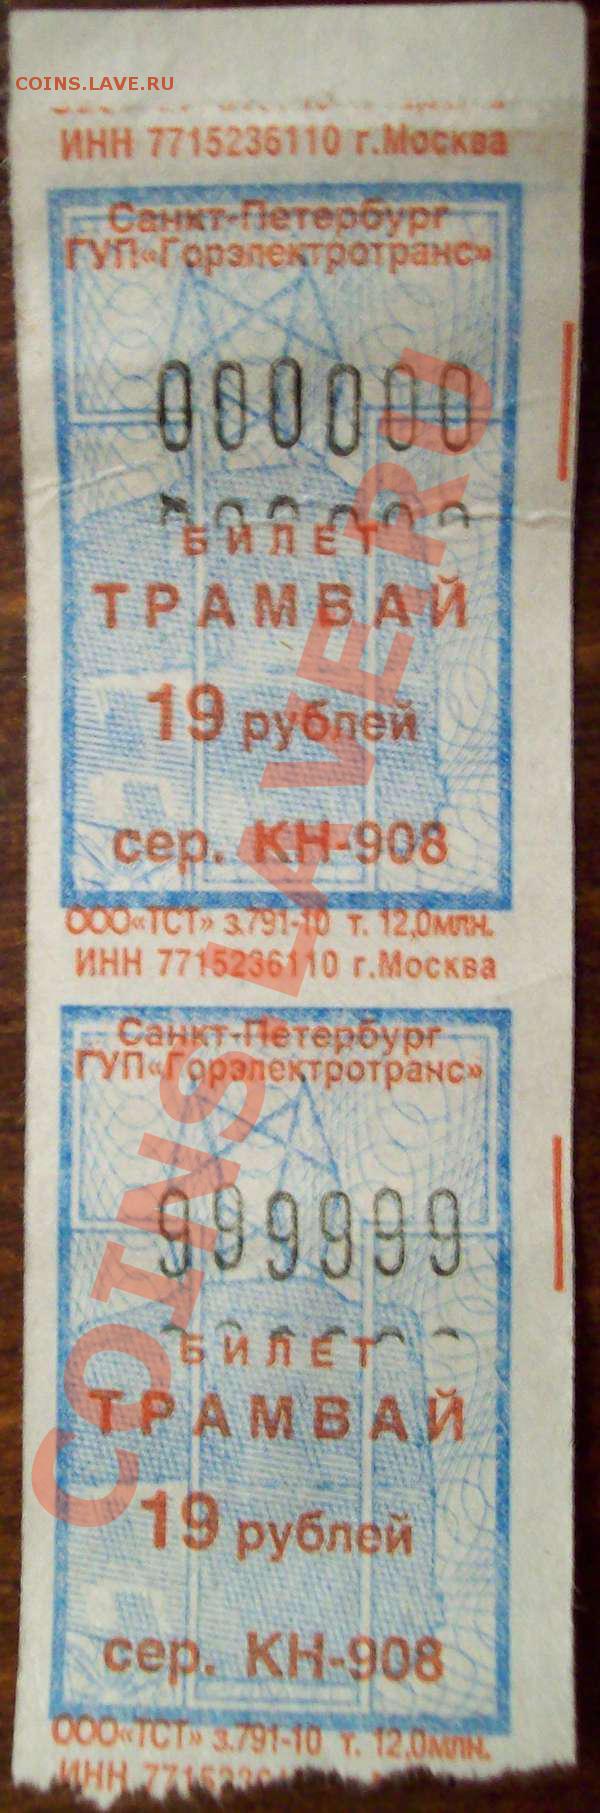 COINS.LAVE.RU
ИНН 7715236110 г.Москва
Санкт-Петербург
ГУП«Горэлектротранс»
000000
БИЛЕТ
ТРАМВАЙ
19 рублей
сер. КН-908
ООО«ТСТ» з.791-10 т. 12,0млн.
ИНН 7715236110 г.Москва
Санкт-Петербург
ГУП«Горэлектротранс»
999999
БИЛЕТ
ТРАМВАЙ
19 рублей
сер. КН-908
ООО«ТСТ» з.791-10 т. 12,0млн.
ИНН
COINS.LAVE.RU